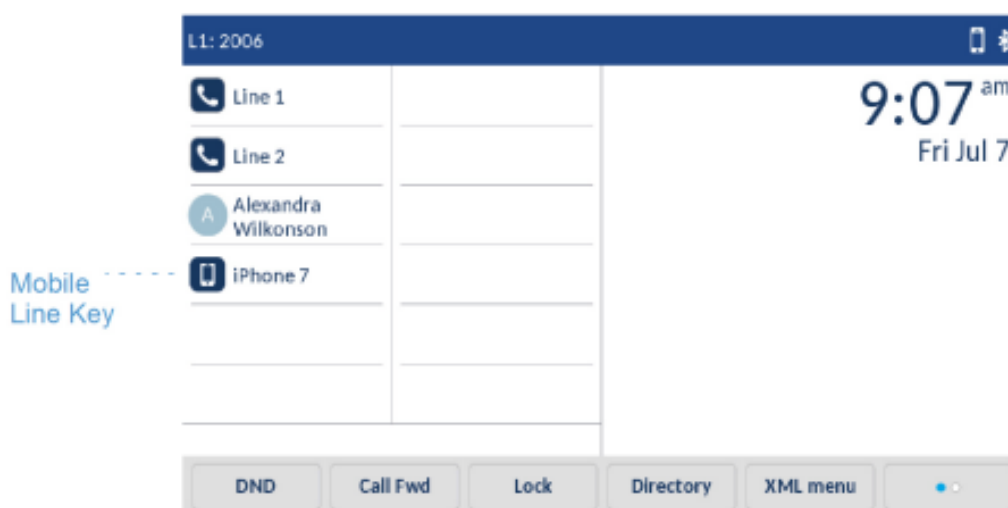 L1: 2006
Line 1
Line 2
A
Alexandra
Wilkonson
iPhone 7
Mobile
Line Key
9:07 am
Fri Jul 7
DND
Call Fwd
Lock
Directory
XML menu